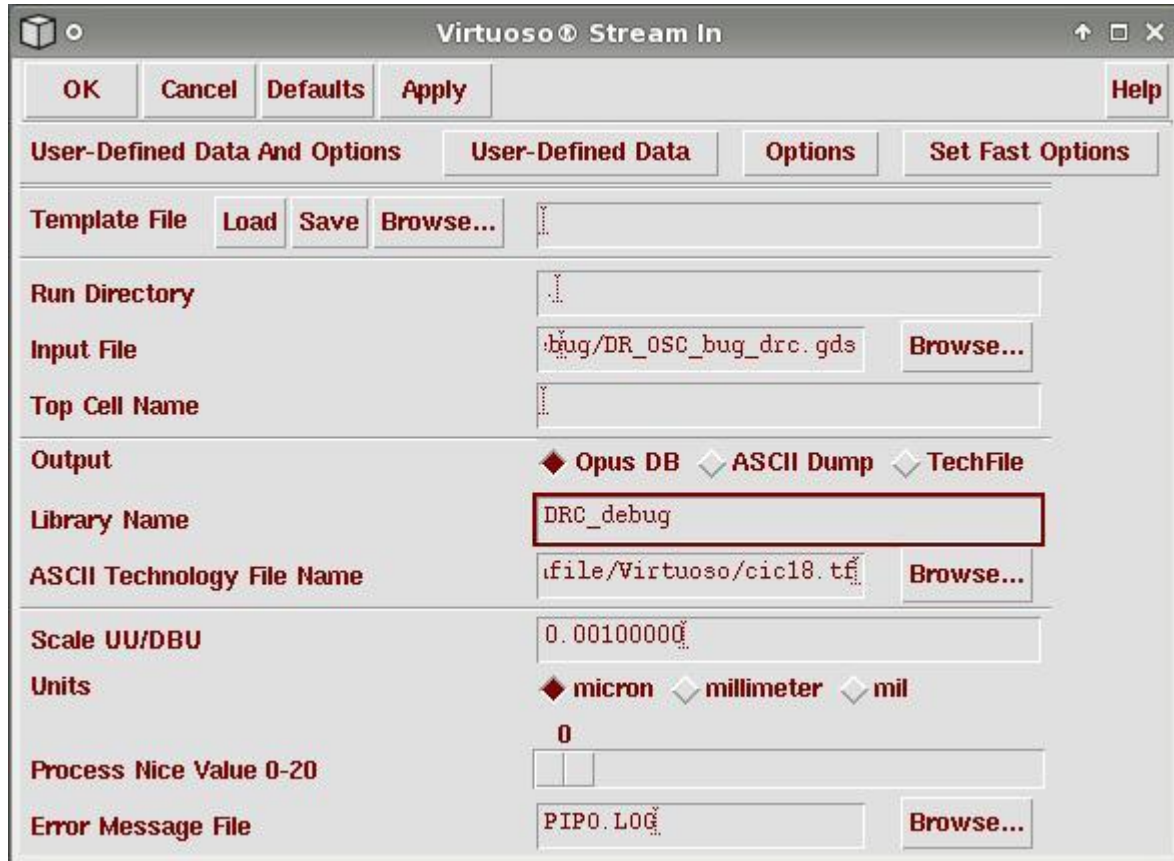 Virtuoso® Stream In
OK Cancel Defaults Apply Help
User-Defined Data And Options User-Defined Data Options Set Fast Options
Template File Load Save Browse...
Run Directory .
Input File bug/DR_OSC_bug_drc.gds Browse...
Top Cell Name
Output Opus DB ASCII Dump TechFile
Library Name DRC_debug
ASCII Technology File Name file/Virtuoso/cic18.tf Browse...
Scale UU/DBU 0.00100000
Units micron millimeter mil
0
Process Nice Value 0-20
Error Message File PIPO.LOG Browse...